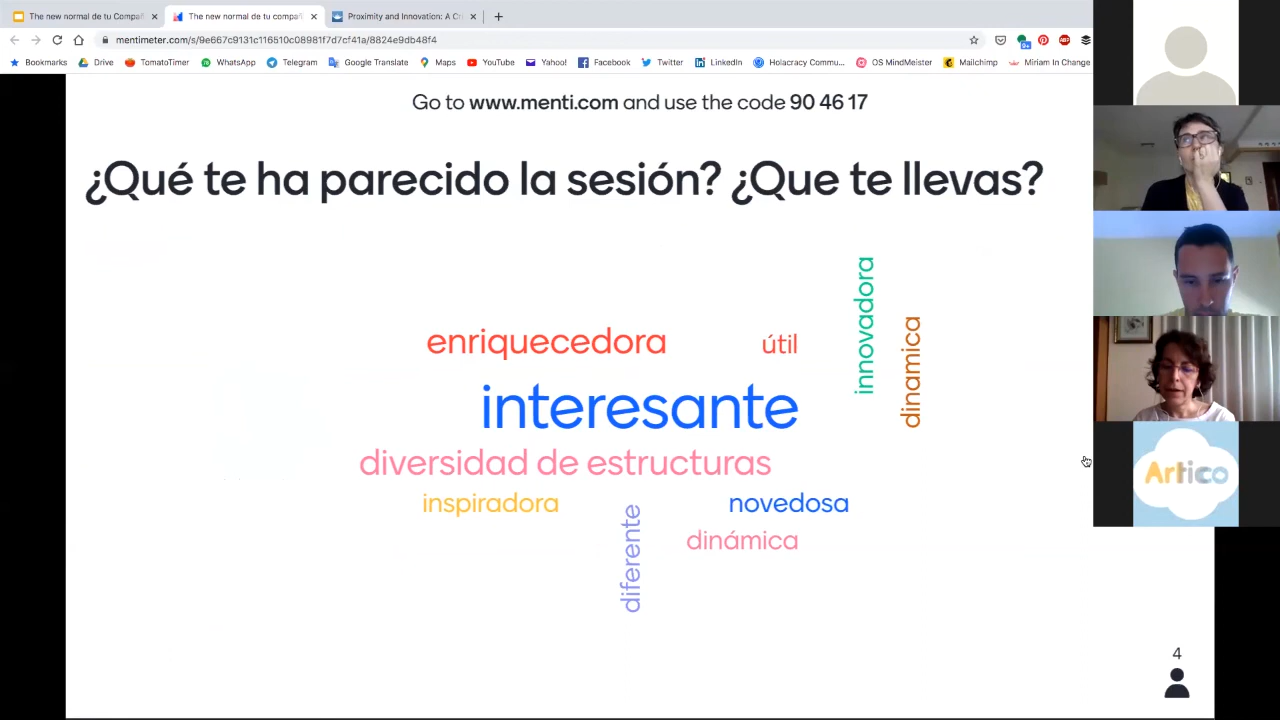 The new normal de tu Compañ
The new normal de tu compañ
Proximity and Innovation: A Cri
mentimeter.com/s/9e667c9131c116510c08981f7d7cf41a/8824e9db48f4
Bookmarks
Drive
TomatoTimer
WhatsApp
Telegram
Google Translate
Maps
YouTube
Yahoo!
Facebook
Twitter
LinkedIn
Holacracy Commu...
OS MindMeister
Mailchimp
Miriam In Change
Go to www.menti.com and use the code 90 46 17
¿Qué te ha parecido la sesión? ¿Que te llevas?
innovadora
dinamica
enriquecedora
útil
interesante
diversidad de estructuras
inspiradora
novedosa
diferente
dinámica
Artico
4